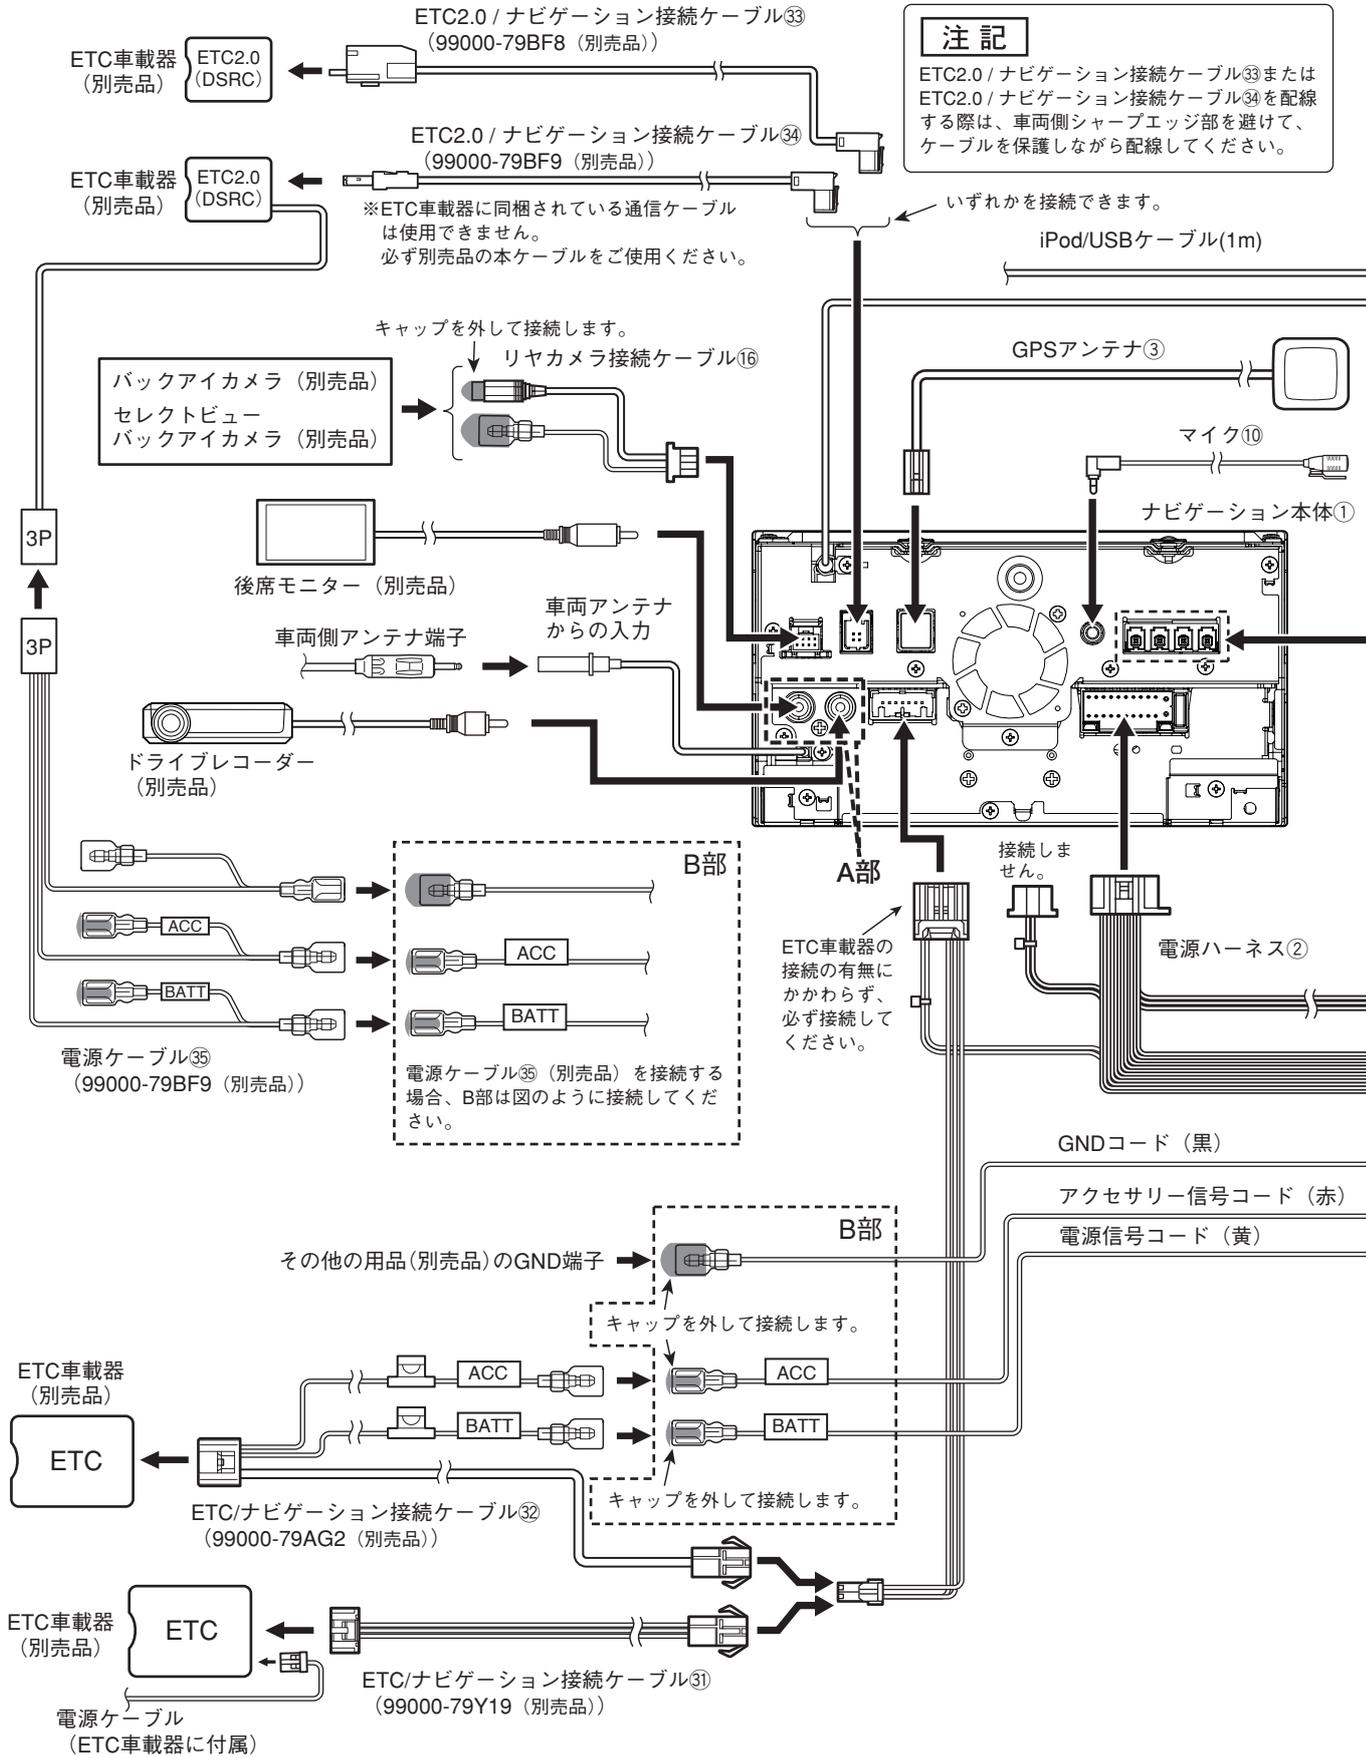 ETC2.0 / ナビゲーション接続ケーブル㉝
（99000-79BF8（別売品））
ETC車載器
（別売品）
ETC2.0
（DSRC）
注 記
ETC2.0 / ナビゲーション接続ケーブル㉝または
ETC2.0 / ナビゲーション接続ケーブル㉞を配線
する際は、車両側シャープエッジ部を避けて、
ケーブルを保護しながら配線してください。
ETC2.0 / ナビゲーション接続ケーブル㉞
（99000-79BF9（別売品））
ETC車載器
（別売品）
ETC2.0
（DSRC）
※ETC車載器に同梱されている通信ケーブル
は使用できません。
必ず別売品の本ケーブルをご使用ください。
いずれかを接続できます。
iPod/USBケーブル(1m)
キャップを外して接続します。
リヤカメラ接続ケーブル⑯
GPSアンテナ③
バックアイカメラ（別売品）
セレクトビュー
バックアイカメラ（別売品）
マイク⑩
ナビゲーション本体①
3P
後席モニター（別売品）
車両アンテナ
からの入力
3P
車両側アンテナ端子
ドライブレコーダー
（別売品）
B部
A部
接続しま
せん。
ACC
ACC
BATT
BATT
ETC車載器の
接続の有無に
かかわらず、
必ず接続して
ください。
電源ハーネス②
電源ケーブル㉟
（99000-79BF9（別売品））
電源ケーブル㉟（別売品）を接続する
場合、B部は図のように接続してくだ
さい。
GNDコード（黒）
アクセサリー信号コード（赤）
電源信号コード（黄）
B部
その他の用品(別売品)のGND端子
キャップを外して接続します。
ETC車載器
（別売品）
ACC
ACC
BATT
BATT
ETC
キャップを外して接続します。
ETC/ナビゲーション接続ケーブル㉜
（99000-79AG2（別売品））
ETC車載器
（別売品）
ETC
ETC/ナビゲーション接続ケーブル㉛
（99000-79Y19（別売品））
電源ケーブル
（ETC車載器に付属）